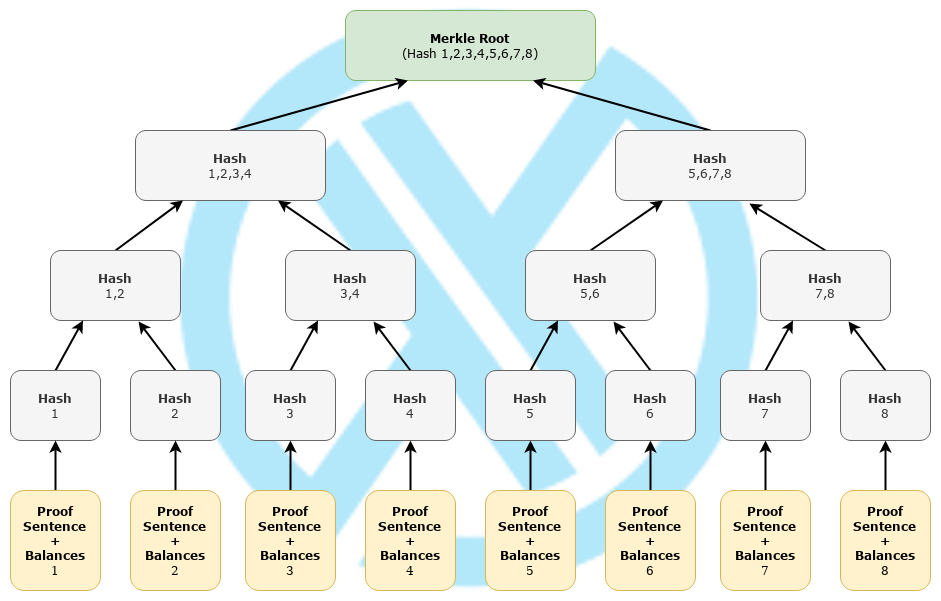 Merkle Root
(Hash 1,2,3,4,5,6,7,8)
Hash
1,2,3,4
Hash
5,6,7,8
Hash
1,2
Hash
3,4
Hash
5,6
Hash
7,8
Hash
1
Hash
2
Hash
3
Hash
4
Hash
5
Hash
6
Hash
7
Hash
8
Proof
Sentence
+
Balances
1
Proof
Sentence
+
Balances
2
Proof
Sentence
+
Balances
3
Proof
Sentence
+
Balances
4
Proof
Sentence
+
Balances
5
Proof
Sentence
+
Balances
6
Proof
Sentence
+
Balances
7
Proof
Sentence
+
Balances
8